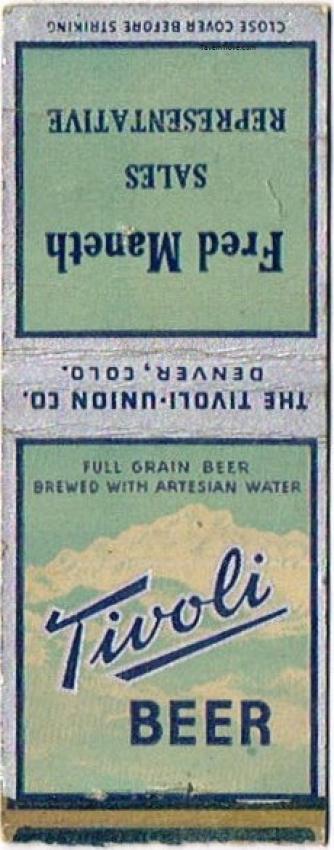 CLOSE COVER BEFORE STRIKING
Fred Maneth
SALES
REPRESENTATIVE
THE TIVOLI-UNION CO.
DENVER, COLO.
FULL GRAIN BEER
BREWED WITH ARTESIAN WATER
Tivoli
BEER